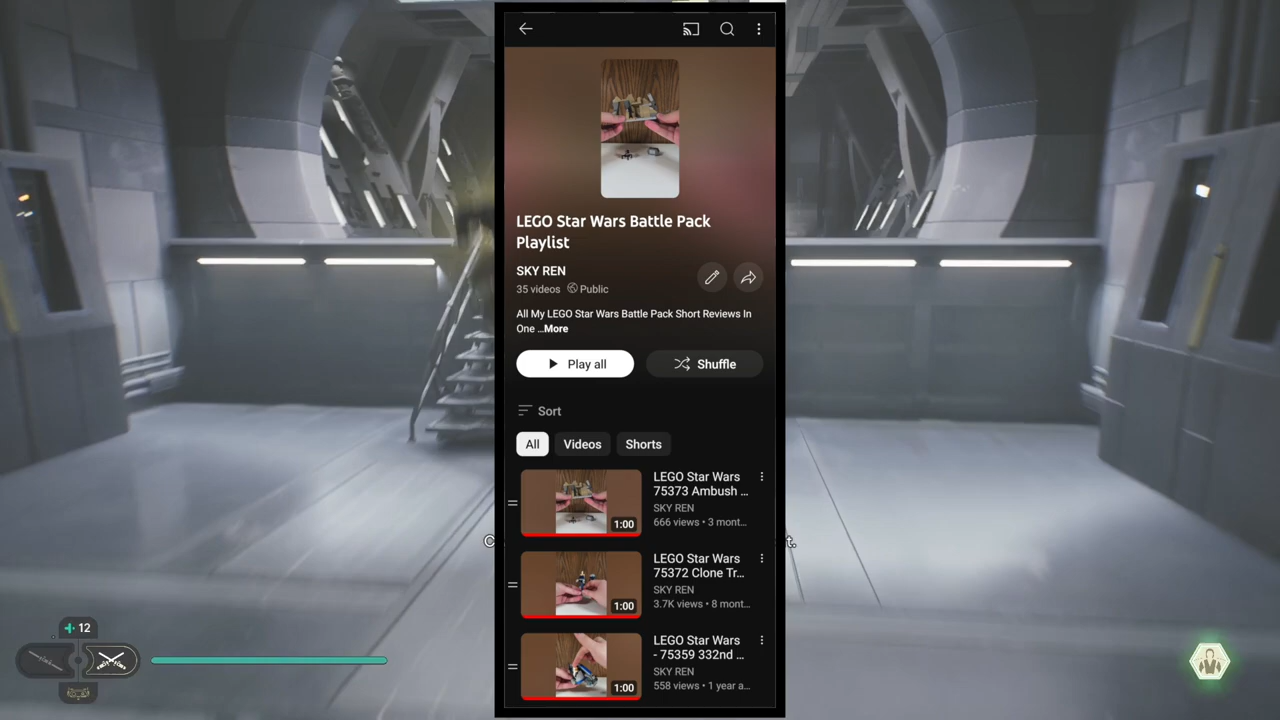 LEGO Star Wars Battle Pack
Playlist
SKY REN
35 videos Public
All My LEGO Star Wars Battle Pack Short Reviews In
One ...More
Play all
Shuffle
Sort
All
Videos
Shorts
LEGO Star Wars
75373 Ambush ...
SKY REN
666 views • 3 mont...
1:00
C
t.
LEGO Star Wars
75372 Clone Tr...
SKY REN
3.7K views • 8 mont...
1:00
LEGO Star Wars
- 75359 332nd ...
SKY REN
558 views • 1 year a...
1:00
12